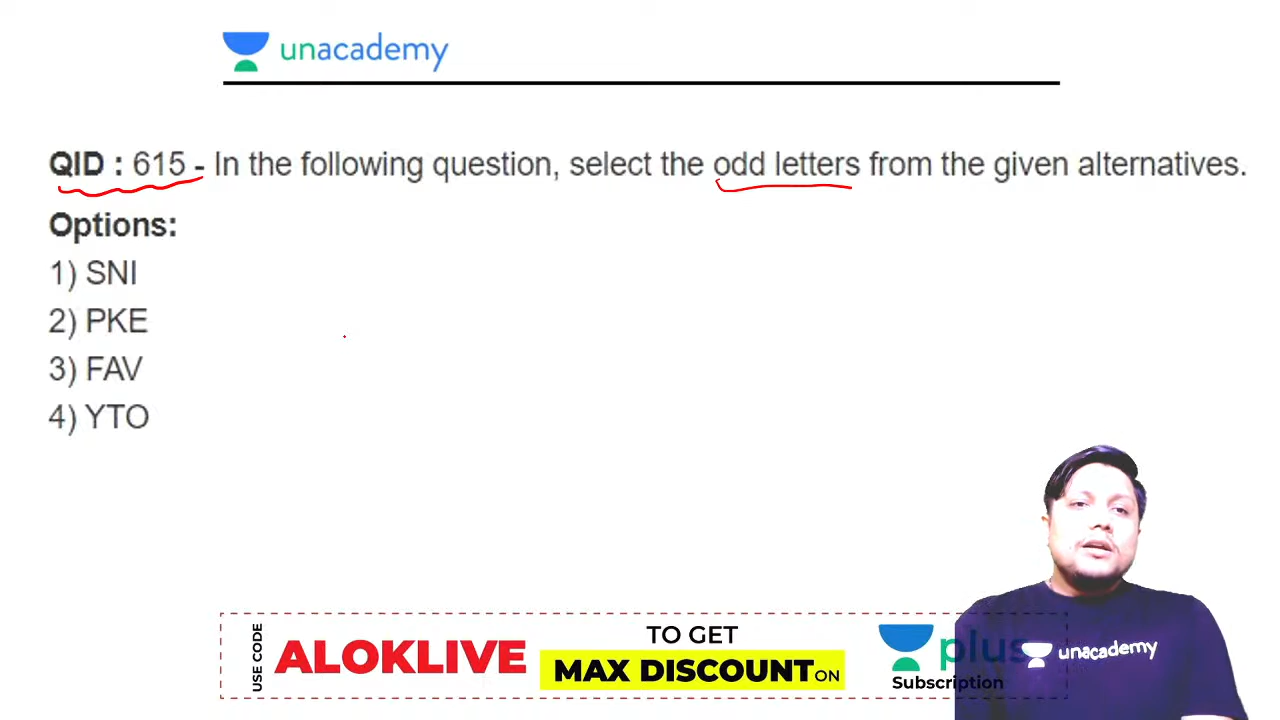 unacademy
QID : 615 - In the following question, select the odd letters from the given alternatives.
Options:
1) SNI
2) PKE
3) FAV
4) YTO
USE CODE
ALOKLIVE
TO GET
MAX DISCOUNT ON
plus
Subscription
unacademy